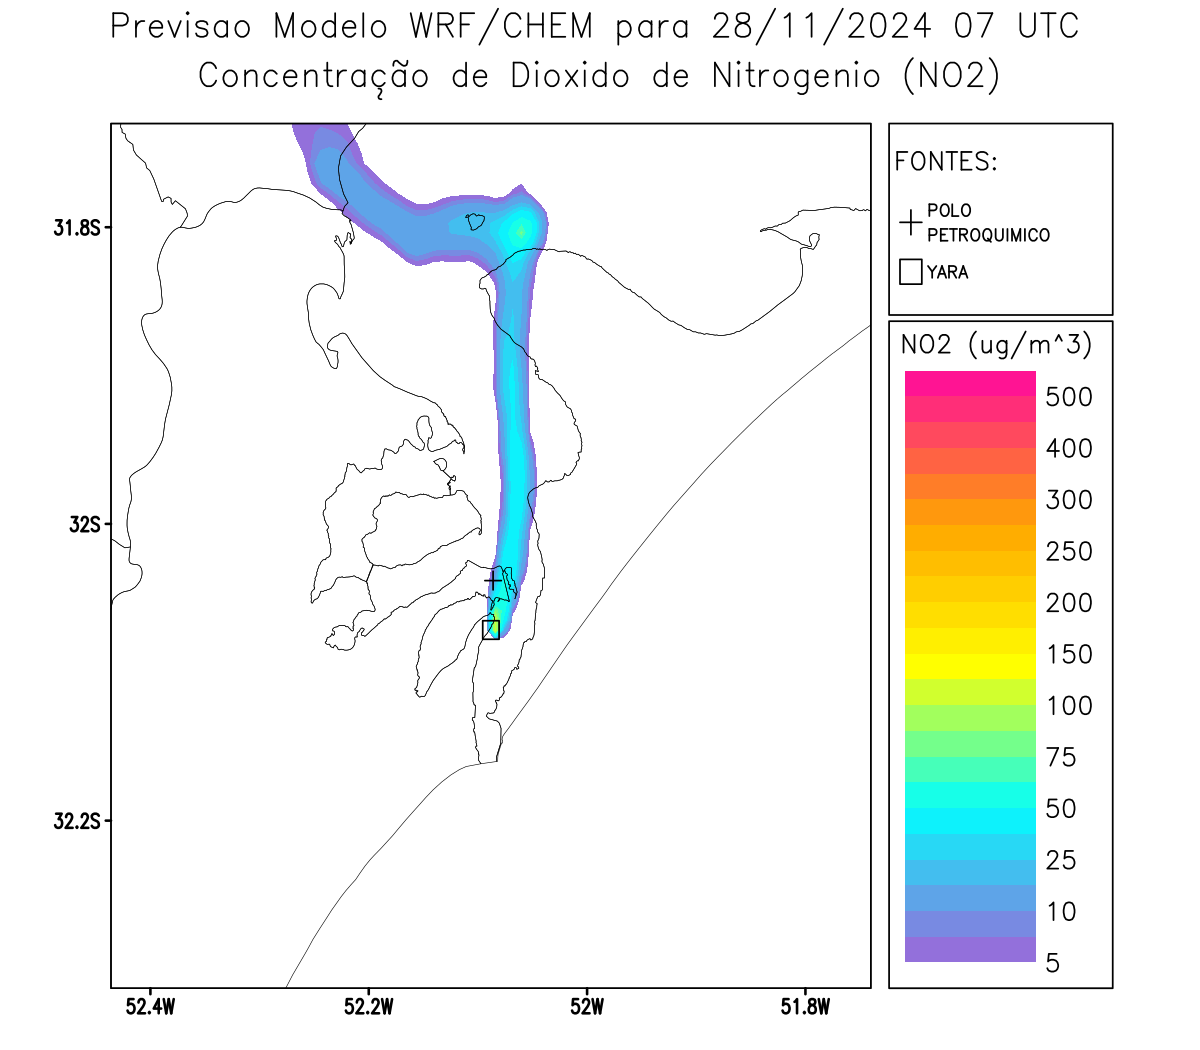 Previsao Modelo WRF/CHEM para 28/11/2024 07 UTC
Concentração de Dioxido de Nitrogenio (NO2)
FONTES:
POLO
PETROQUIMICO
YARA
NO2 (ug/m^3)
500
400
300
250
200
150
100
75
50
25
10
5
31.8S
32S
32.2S
52.4W
52.2W
52W
51.8W